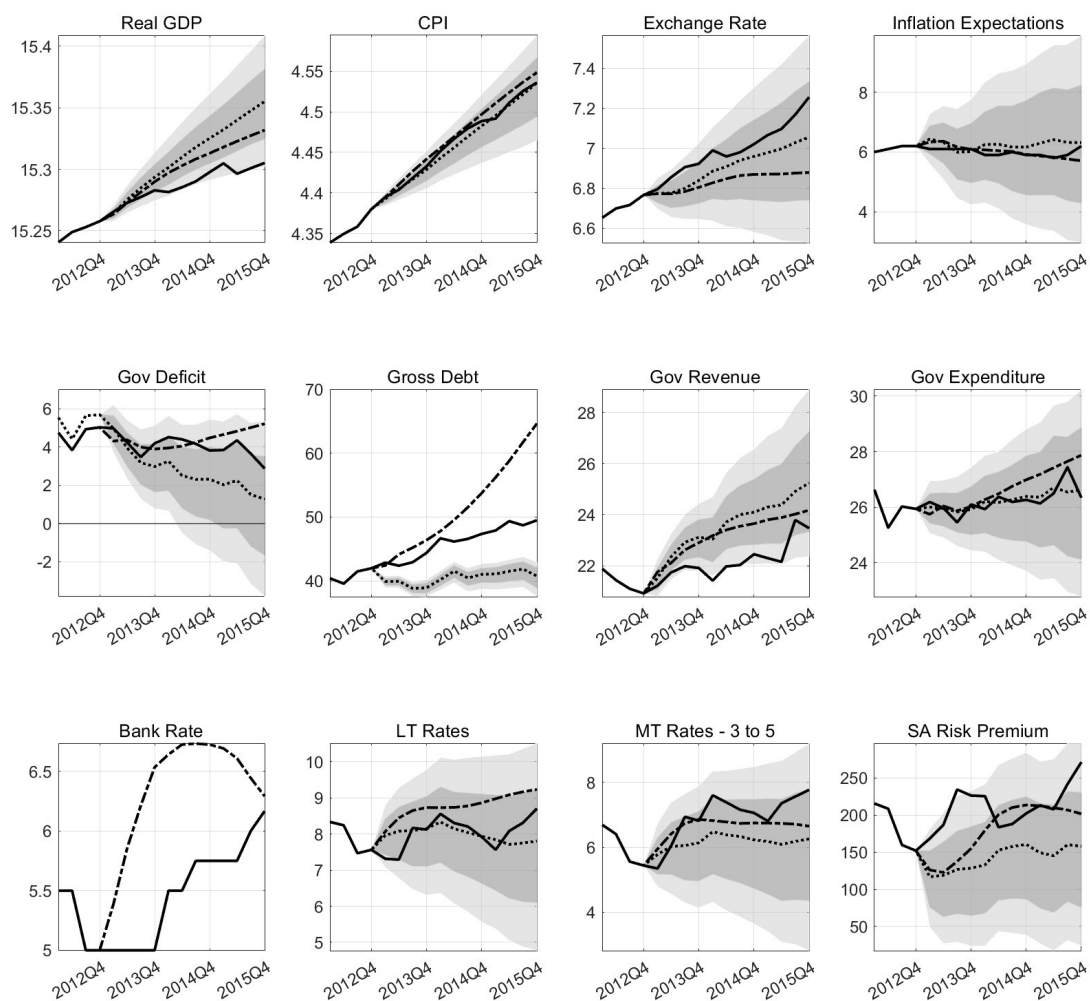 Real GDP
15.4
15.35
15.3
15.25
2012Q4
2013Q4
2014Q4
2015Q4
CPI
4.55
4.5
4.45
4.4
4.35
2012Q4
2013Q4
2014Q4
2015Q4
Exchange Rate
7.4
7.2
7
6.8
6.6
2012Q4
2013Q4
2014Q4
2015Q4
Inflation Expectations
8
6
4
2012Q4
2013Q4
2014Q4
2015Q4
Gov Deficit
6
4
2
0
-2
2012Q4
2013Q4
2014Q4
2015Q4
Gross Debt
70
60
50
40
2012Q4
2013Q4
2014Q4
2015Q4
Gov Revenue
28
26
24
22
2012Q4
2013Q4
2014Q4
2015Q4
Gov Expenditure
30
28
26
24
2012Q4
2013Q4
2014Q4
2015Q4
Bank Rate
6.5
6
5.5
5
2012Q4
2013Q4
2014Q4
2015Q4
LT Rates
10
9
8
7
6
5
2012Q4
2013Q4
2014Q4
2015Q4
MT Rates - 3 to 5
8
6
4
2012Q4
2013Q4
2014Q4
2015Q4
SA Risk Premium
250
200
150
100
50
2012Q4
2013Q4
2014Q4
2015Q4